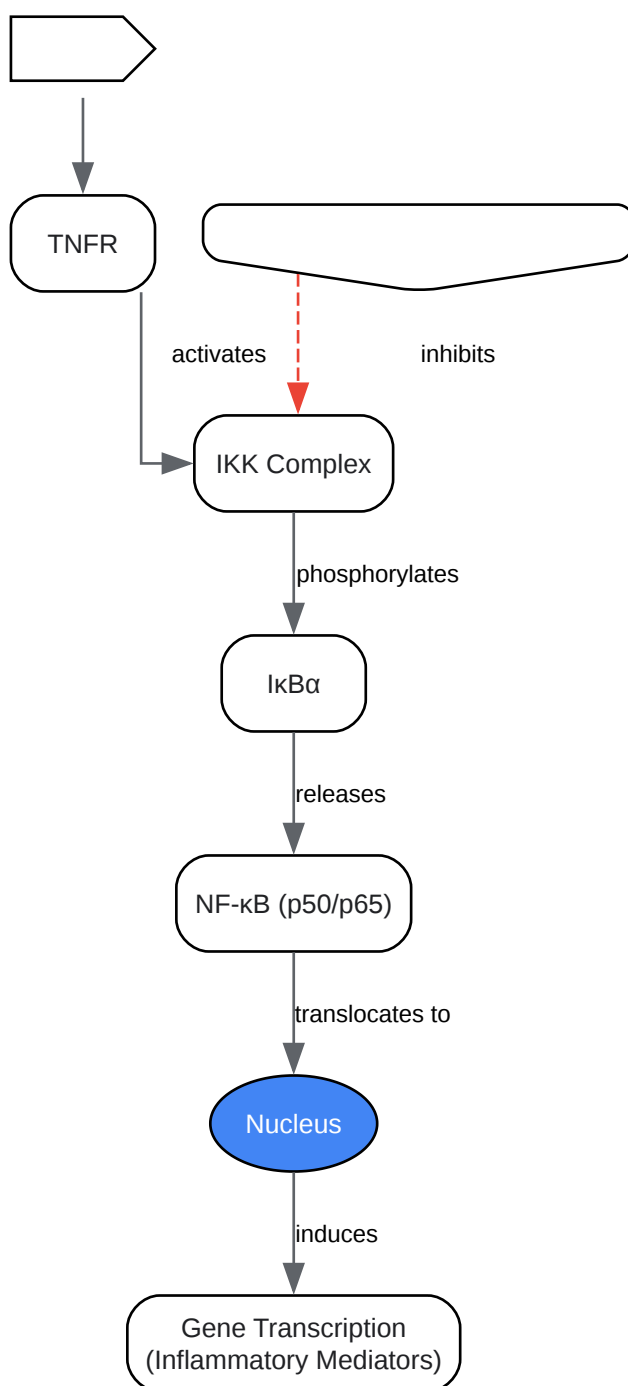 TNFR
activates
inhibits
IKK Complex
phosphorylates
IκBα
releases
NF-κB (p50/p65)
translocates to
Nucleus
induces
Gene Transcription
(Inflammatory Mediators)